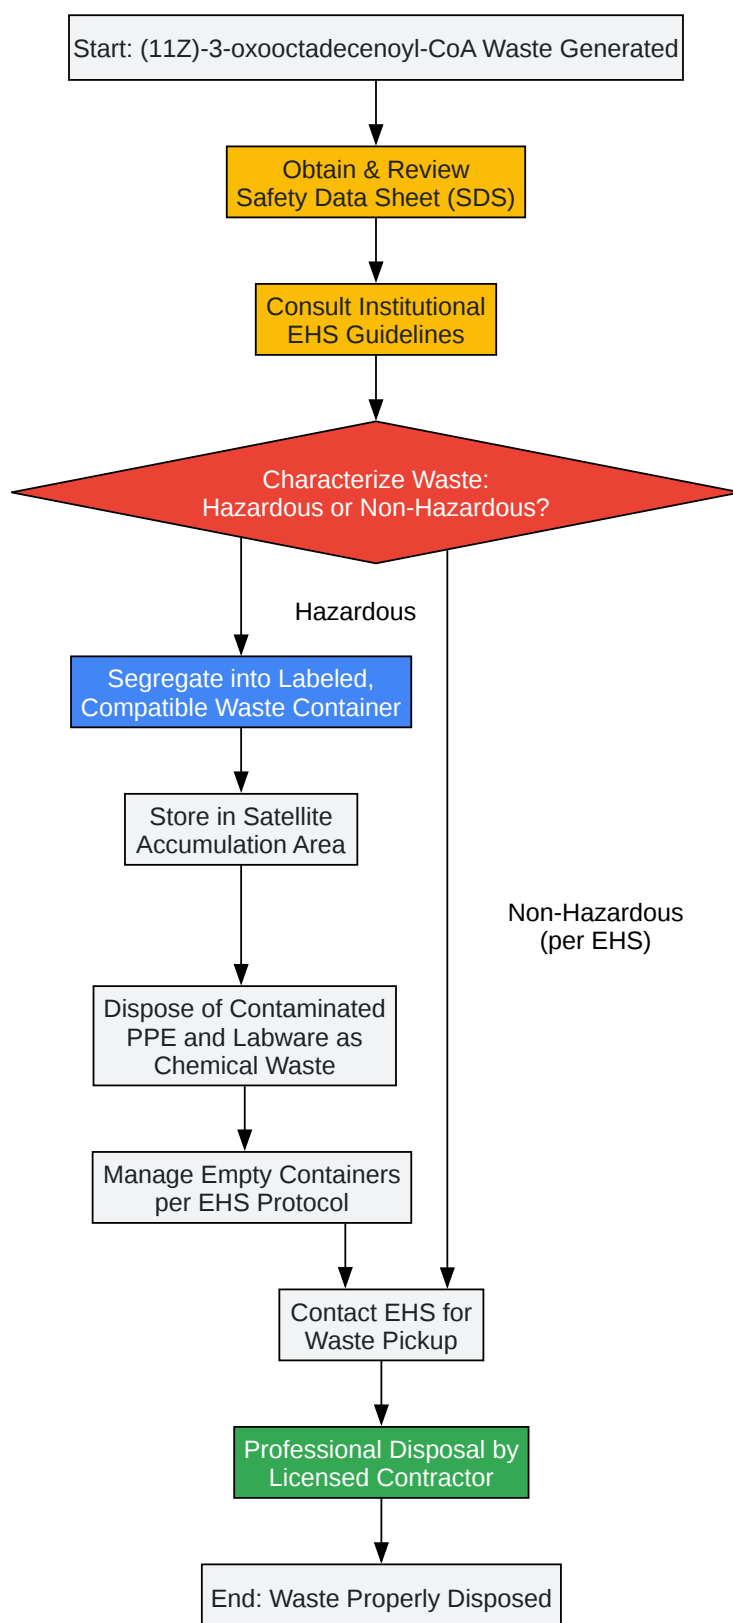 Start: (11Z)-3-oxooctadecenoyl-CoA Waste Generated
Obtain & Review
Safety Data Sheet (SDS)
Consult Institutional
EHS Guidelines
Characterize Waste:
Hazardous or Non-Hazardous?
Hazardous
Segregate into Labeled,
Compatible Waste Container
Store in Satellite
Accumulation Area
Non-Hazardous
(per EHS)
Dispose of Contaminated
PPE and Labware as
Chemical Waste
Manage Empty Containers
per EHS Protocol
Contact EHS for
Waste Pickup
Professional Disposal by
Licensed Contractor
End: Waste Properly Disposed